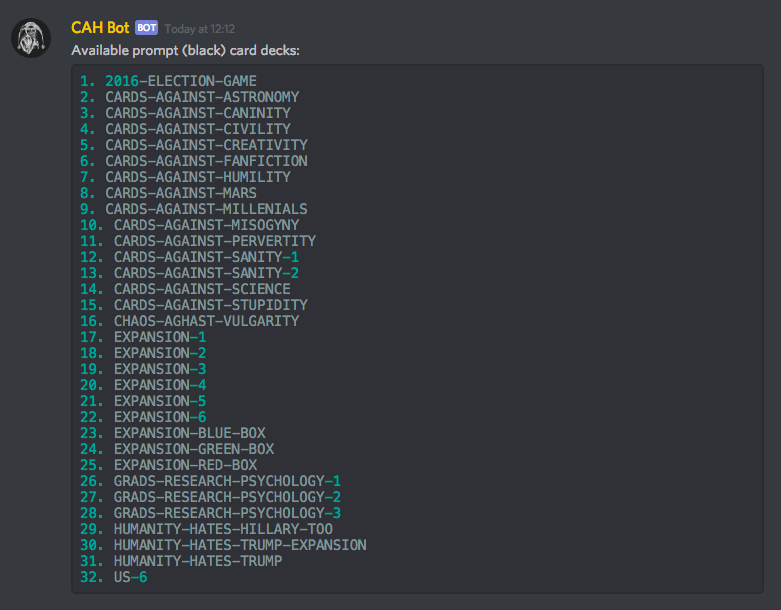 CAH Bot BOT Today at 12:12
Available prompt (black) card decks:
1. 2016-ELECTION-GAME
2. CARDS-AGAINST-ASTRONOMY
3. CARDS-AGAINST-CANINITY
4. CARDS-AGAINST-CIVILITY
5. CARDS-AGAINST-CREATIVITY
6. CARDS-AGAINST-FANFICTION
7. CARDS-AGAINST-HUMILITY
8. CARDS-AGAINST-MARS
9. CARDS-AGAINST-MILLENIALS
10. CARDS-AGAINST-MISOGYNY
11. CARDS-AGAINST-PERVERTITY
12. CARDS-AGAINST-SANITY-1
13. CARDS-AGAINST-SANITY-2
14. CARDS-AGAINST-SCIENCE
15. CARDS-AGAINST-STUPIDITY
16. CHAOS-AGHAST-VULGARITY
17. EXPANSION-1
18. EXPANSION-2
19. EXPANSION-3
20. EXPANSION-4
21. EXPANSION-5
22. EXPANSION-6
23. EXPANSION-BLUE-BOX
24. EXPANSION-GREEN-BOX
25. EXPANSION-RED-BOX
26. GRADS-RESEARCH-PSYCHOLOGY-1
27. GRADS-RESEARCH-PSYCHOLOGY-2
28. GRADS-RESEARCH-PSYCHOLOGY-3
29. HUMANITY-HATES-HILLARY-TOO
30. HUMANITY-HATES-TRUMP-EXPANSION
31. HUMANITY-HATES-TRUMP
32. US-6